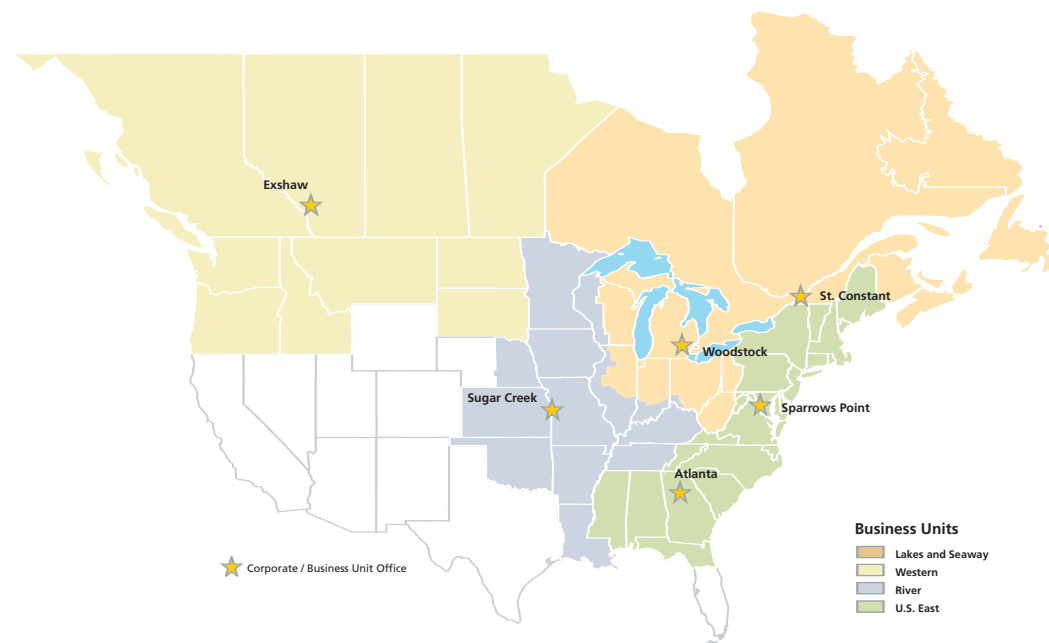 Exshaw
St. Constant
Woodstock
Sugar Creek
Sparrows Point
Atlanta
Business Units
Lakes and Seaway
Western
River
U.S. East
Corporate / Business Unit Office